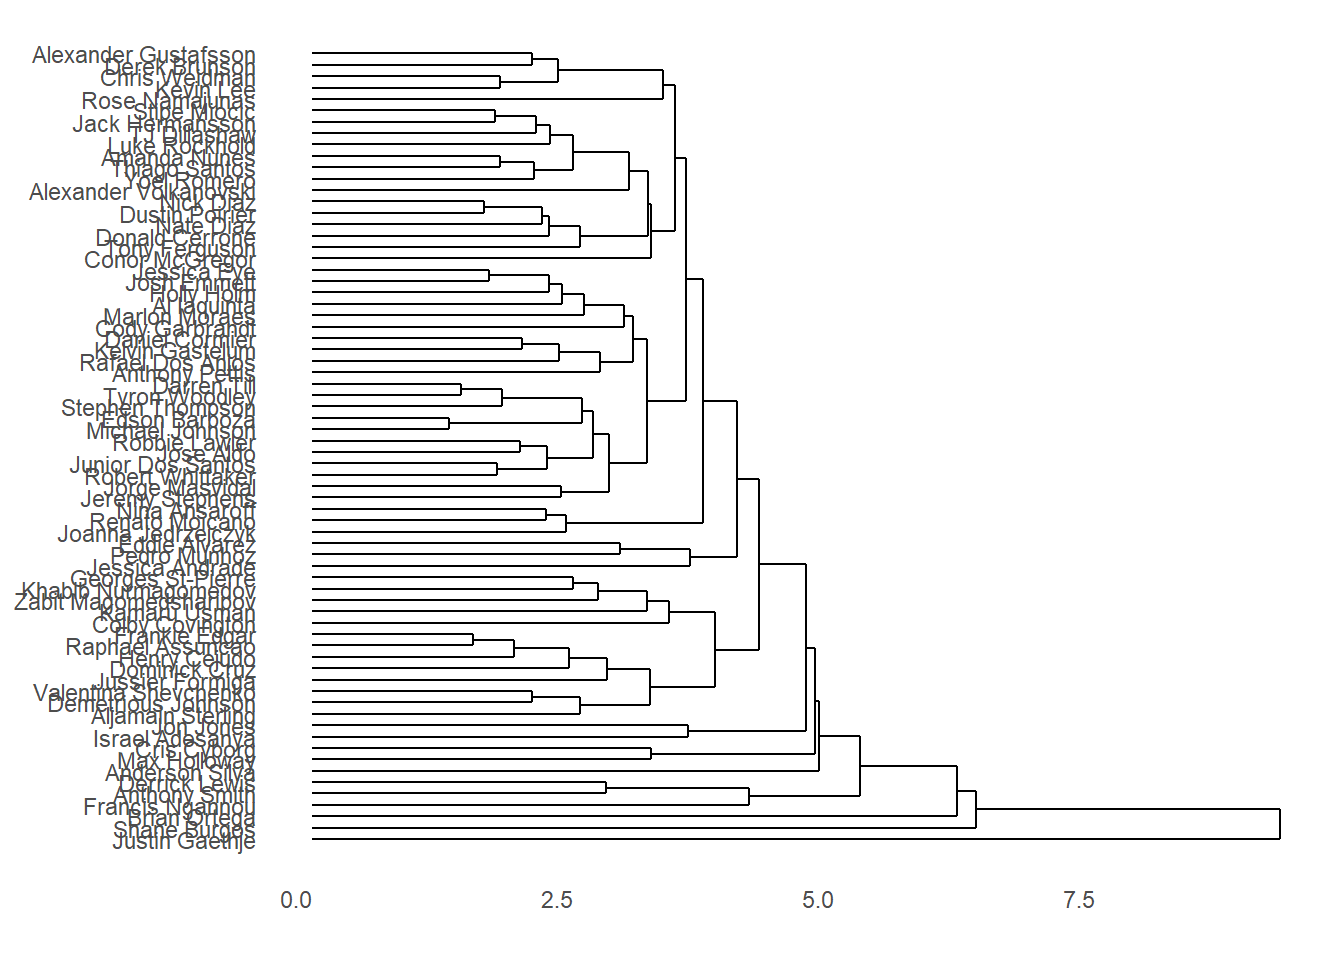 Alexander Gustafsson
Derek Brunson
Chris Weidman
Kevin Lee
Rose Namajunas
Stipe Miocic
Jack Hermansson
TJ Dillashaw
Luke Rockhold
Amanda Nunes
Thiago Santos
Yoel Romero
Alexander Volkanovski
Nick Diaz
Dustin Poirier
Nate Diaz
Donald Cerrone
Tony Ferguson
Conor McGregor
Jessica Eye
Josh Emmett
Holly Holm
Al Iaquinta
Marlon Moraes
Cody Garbrandt
Daniel Cormier
Kelvin Gastelum
Rafael Dos Anjos
Anthony Pettis
Darren Till
Tyron Woodley
Stephen Thompson
Edson Barboza
Michael Johnson
Robbie Lawler
Jose Aldo
Junior Dos Santos
Robert Whittaker
Jorge Masvidal
Jeremy Stephens
Nina Ansaroff
Renato Moicano
Joanna Jedrzejczyk
Eddie Alvarez
Pedro Munhoz
Jessica Andrade
Georges St-Pierre
Khabib Nurmagomedov
Zabit Magomedsharipov
Kamaru Usman
Colby Covington
Frankie Edgar
Raphael Assuncao
Henry Cejudo
Dominick Cruz
Jussier Formiga
Valentina Shevchenko
Demetrious Johnson
Aljamain Sterling
Jon Jones
Israel Adesanya
Cris Cyborg
Max Holloway
Anderson Silva
Derrick Lewis
Anthony Smith
Francis Ngannou
Brian Ortega
Shane Burgos
Justin Gaethje
0.0 2.5 5.0 7.5